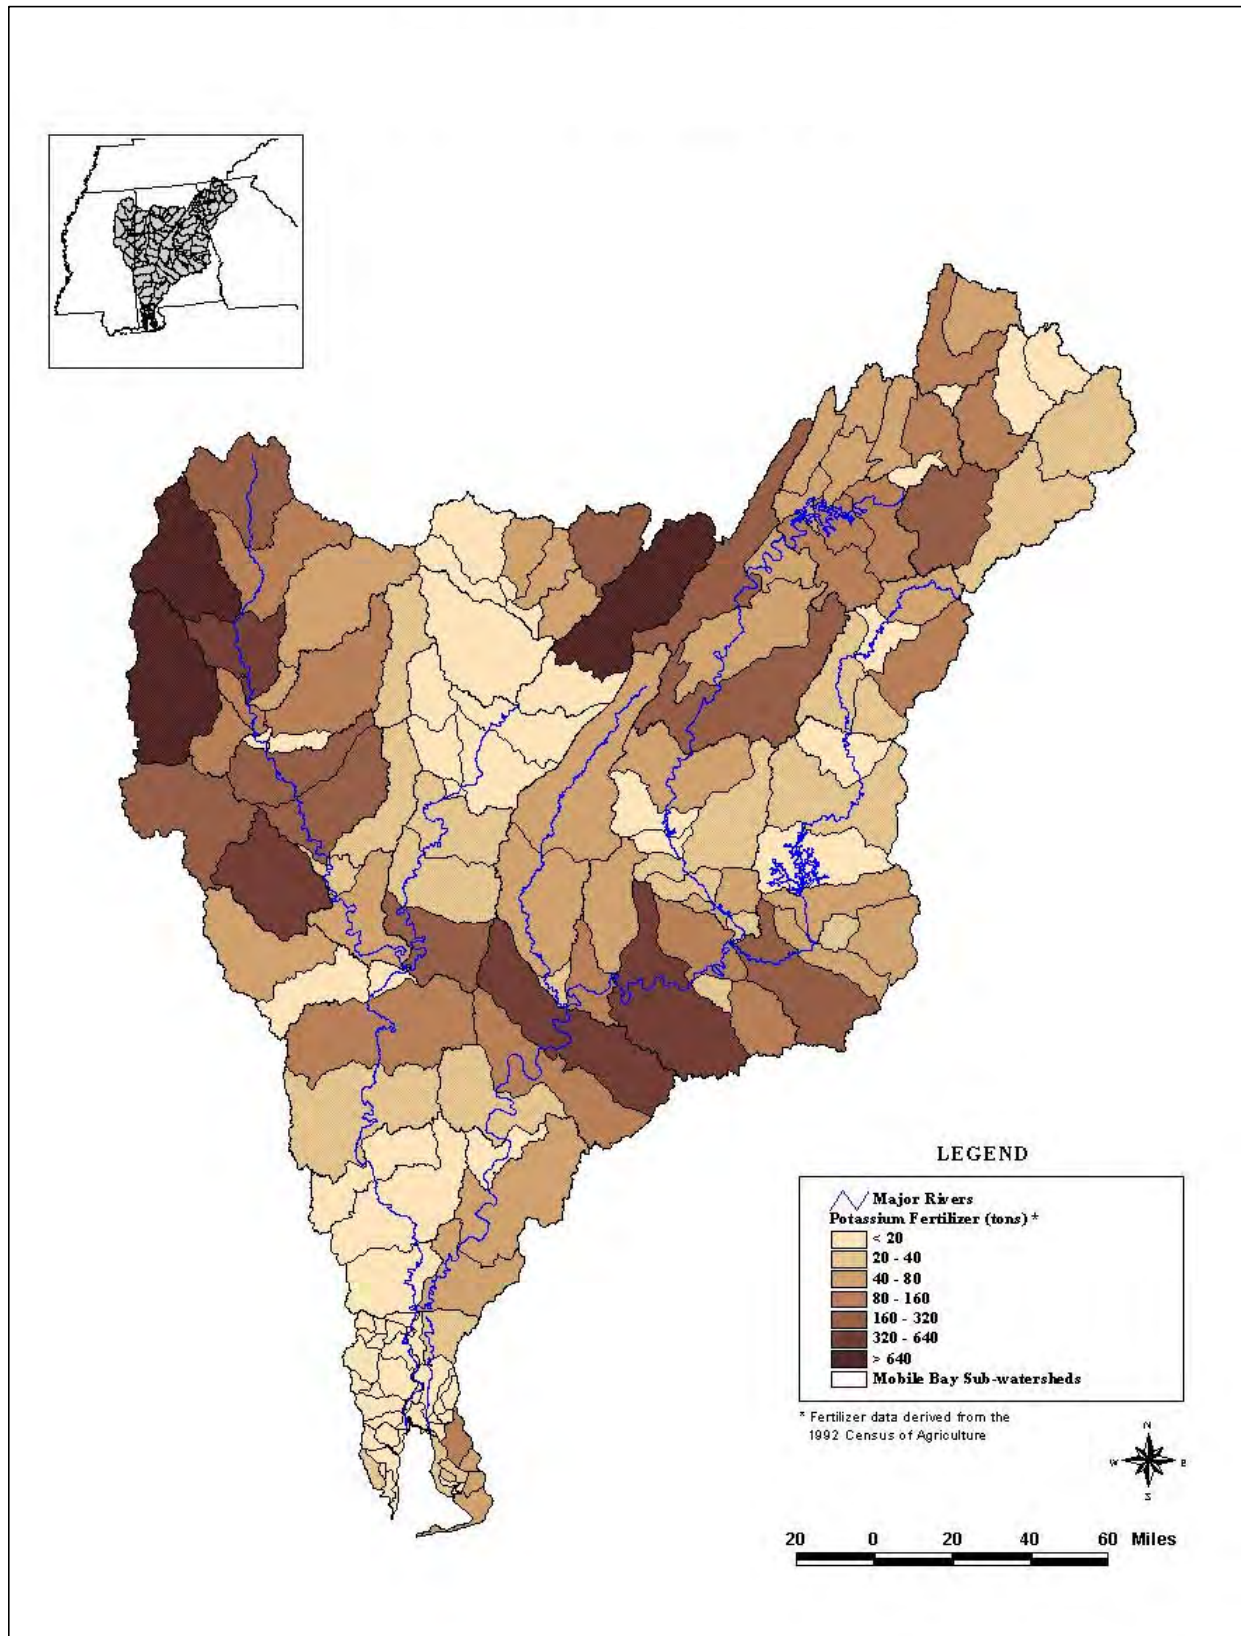 LEGEND
Major Rivers
Potassium Fertilizer (tons) *
< 20
20 - 40
40 - 80
80 - 160
160 - 320
320 - 640
> 640
Mobile Bay Sub-watersheds
* Fertilizer data derived from the
1992 Census of Agriculture
N
W E
S
20 0 20 40 60 Miles